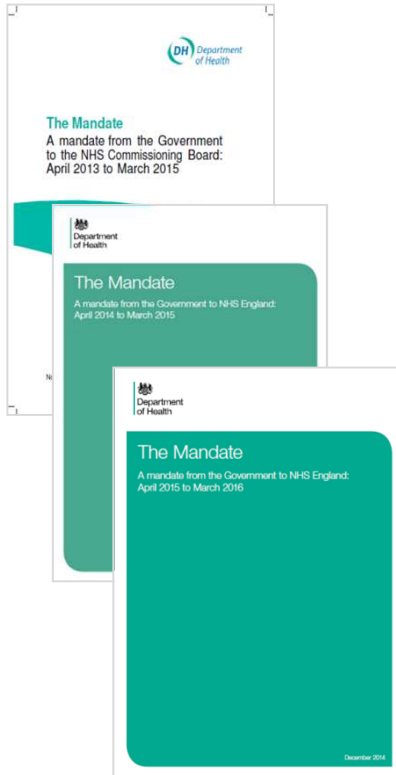 DH Department
of Health
The Mandate
A mandate from the Government
to the NHS Commissioning Board:
April 2013 to March 2015
Department
of Health
The Mandate
A mandate from the Government to NHS England:
April 2014 to March 2015
Department
of Health
The Mandate
A mandate from the Government to NHS England:
April 2015 to March 2016
December 2014